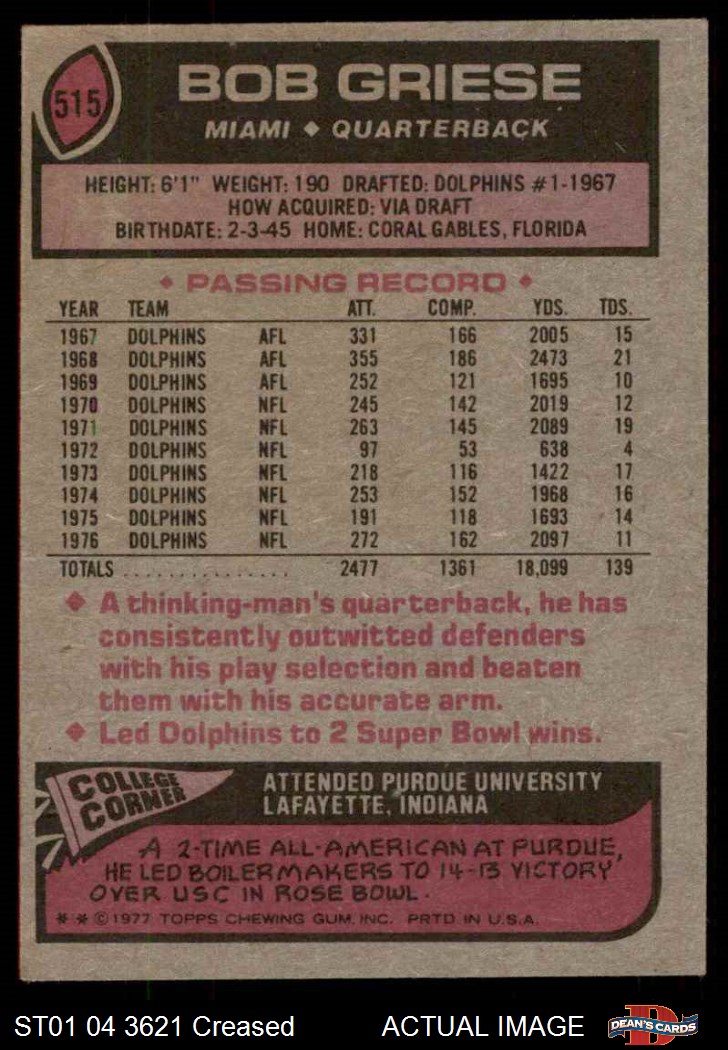 515
BOB GRIESE
MIAMI ◆ QUARTERBACK
HEIGHT: 6'1" WEIGHT: 190 DRAFTED: DOLPHINS #1-1967
HOW ACQUIRED: VIA DRAFT
BIRTHDATE: 2-3-45 HOME: CORAL GABLES, FLORIDA
◆ PASSING RECORD ◆
YEAR TEAM ATT. COMP. YDS. TDS.
1967 DOLPHINS AFL 331 166 2005 15
1968 DOLPHINS AFL 355 186 2473 21
1969 DOLPHINS AFL 252 121 1695 10
1970 DOLPHINS NFL 245 142 2019 12
1971 DOLPHINS NFL 263 145 2089 19
1972 DOLPHINS NFL 97 53 638 4
1973 DOLPHINS NFL 218 116 1422 17
1974 DOLPHINS NFL 253 152 1968 16
1975 DOLPHINS NFL 191 118 1693 14
1976 DOLPHINS NFL 272 162 2097 11
TOTALS ................ 2477 1361 18,099 139
◆ A thinking-man's quarterback, he has
consistently outwitted defenders
with his play selection and beaten
them with his accurate arm.
◆ Led Dolphins to 2 Super Bowl wins.
COLLEGE
CORNER
ATTENDED PURDUE UNIVERSITY
LAFAYETTE, INDIANA
A 2-TIME ALL-AMERICAN AT PURDUE,
HE LED BOILERMAKERS TO 14-13 VICTORY
OVER USC IN ROSE BOWL.
* * © 1977 TOPPS CHEWING GUM, INC. PRTD IN U.S.A.
ST01 04 3621 Creased ACTUAL IMAGE
D
DEAN'S CARDS